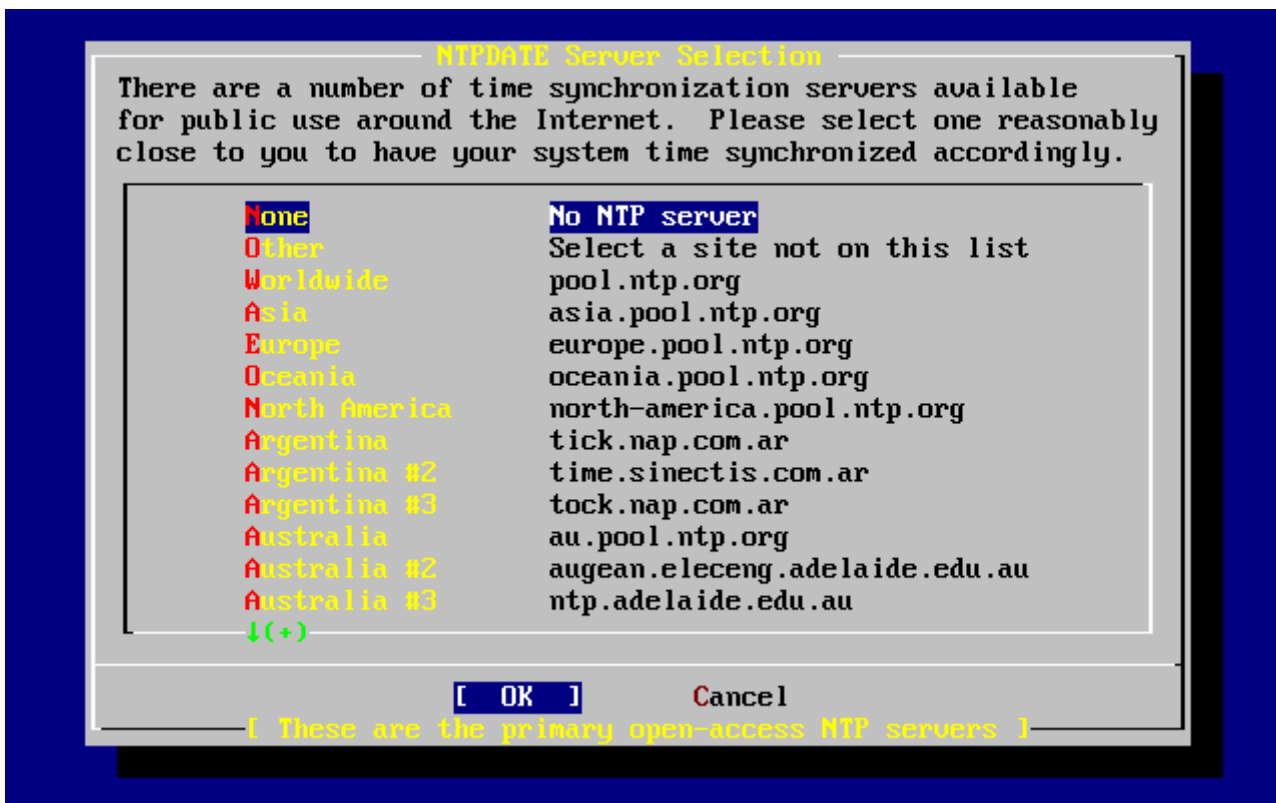 NTPDATE Server Selection
There are a number of time synchronization servers available
for public use around the Internet.  Please select one reasonably
close to you to have your system time synchronized accordingly.
None No NTP server
Other Select a site not on this list
Worldwide pool.ntp.org
Asia asia.pool.ntp.org
Europe europe.pool.ntp.org
Oceania oceania.pool.ntp.org
North America north-america.pool.ntp.org
Argentina tick.nap.com.ar
Argentina #2 time.sinectis.com.ar
Argentina #3 tock.nap.com.ar
Australia au.pool.ntp.org
Australia #2 augean.eleceng.adelaide.edu.au
Australia #3 ntp.adelaide.edu.au
↓(+)
[  OK  ] Cancel
[ These are the primary open-access NTP servers ]